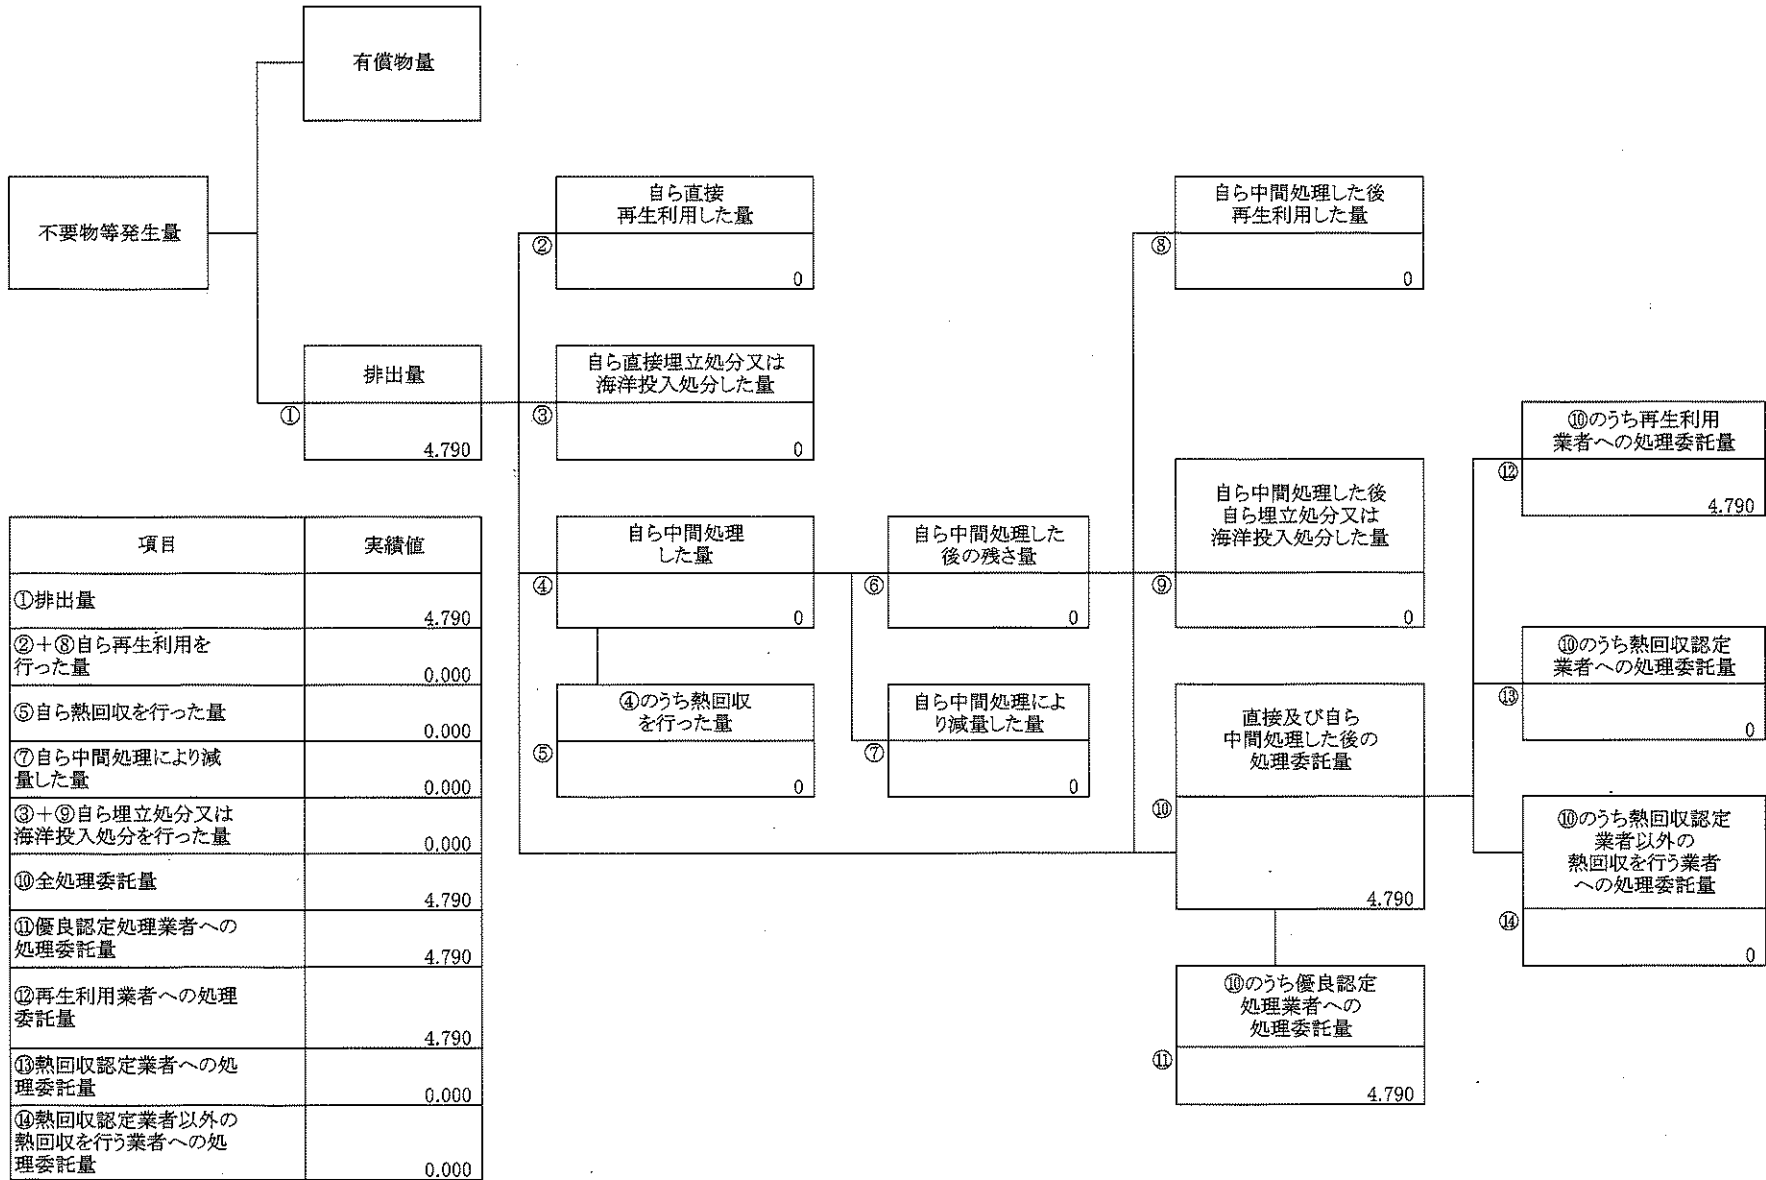 有償物量
不要物等発生量
排出量
①
4.790
自ら直接
再生利用した量
②
0
自ら直接埋立処分又は
海洋投入処分した量
③
0
自ら中間処理
した量
④
0
④のうち熱回収
を行った量
⑤
0
自ら中間処理した
後の残さ量
⑥
0
自ら中間処理によ
り減量した量
⑦
0
自ら中間処理した後
再生利用した量
⑧
0
自ら中間処理した後
自ら埋立処分又は
海洋投入処分した量
⑨
0
直接及び自ら
中間処理した後の
処理委託量
⑩
4.790
⑩のうち優良認定
処理業者への
処理委託量
⑪
4.790
⑩のうち再生利用
業者への処理委託量
⑫
4.790
⑩のうち熱回収認定
業者への処理委託量
⑬
0
⑩のうち熱回収認定
業者以外の
熱回収を行う業者
への処理委託量
⑭
0
項目 実績値
①排出量
4.790
②+⑧自ら再生利用を
行った量
0.000
⑤自ら熱回収を行った量
0.000
⑦自ら中間処理により減
量した量
0.000
③+⑨自ら埋立処分又は
海洋投入処分を行った量
0.000
⑩全処理委託量
4.790
⑪優良認定処理業者への
処理委託量
4.790
⑫再生利用業者への処理
委託量
4.790
⑬熱回収認定業者への処
理委託量
0.000
⑭熱回収認定業者以外の
熱回収を行う業者への処
理委託量
0.000